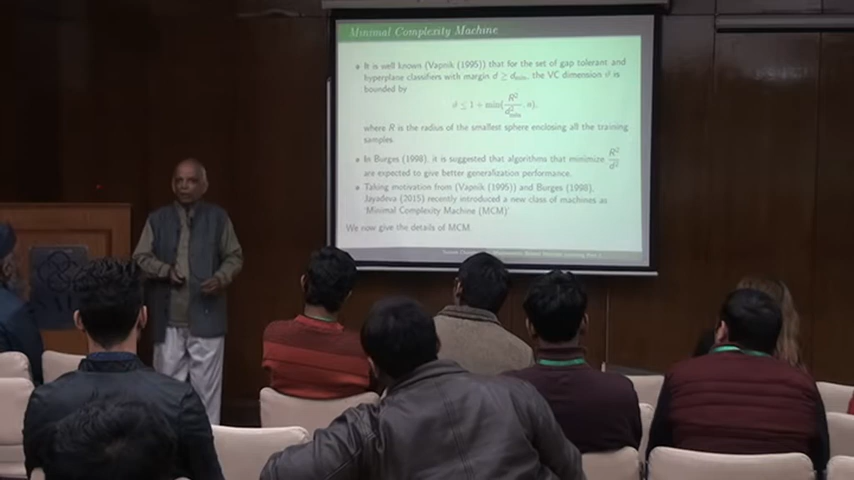 Minimal Complexity Machine
It is well known (Vapnik (1995)) that for the set of gap tolerant and
hyperplane classifiers with margin d ≥ dmin, the VC dimension ϑ is
bounded by
ϑ ≤ 1 + min(R²/d²min, n),
where R is the radius of the smallest sphere enclosing all the training
samples.
In Burges (1998), it is suggested that algorithms that minimize R²/d²
are expected to give better generalization performance.
Taking motivation from (Vapnik (1995)) and Burges (1998),
Jayadeva (2015) recently introduced a new class of machines as
Minimal Complexity Machine (MCM)
We now give the details of MCM.